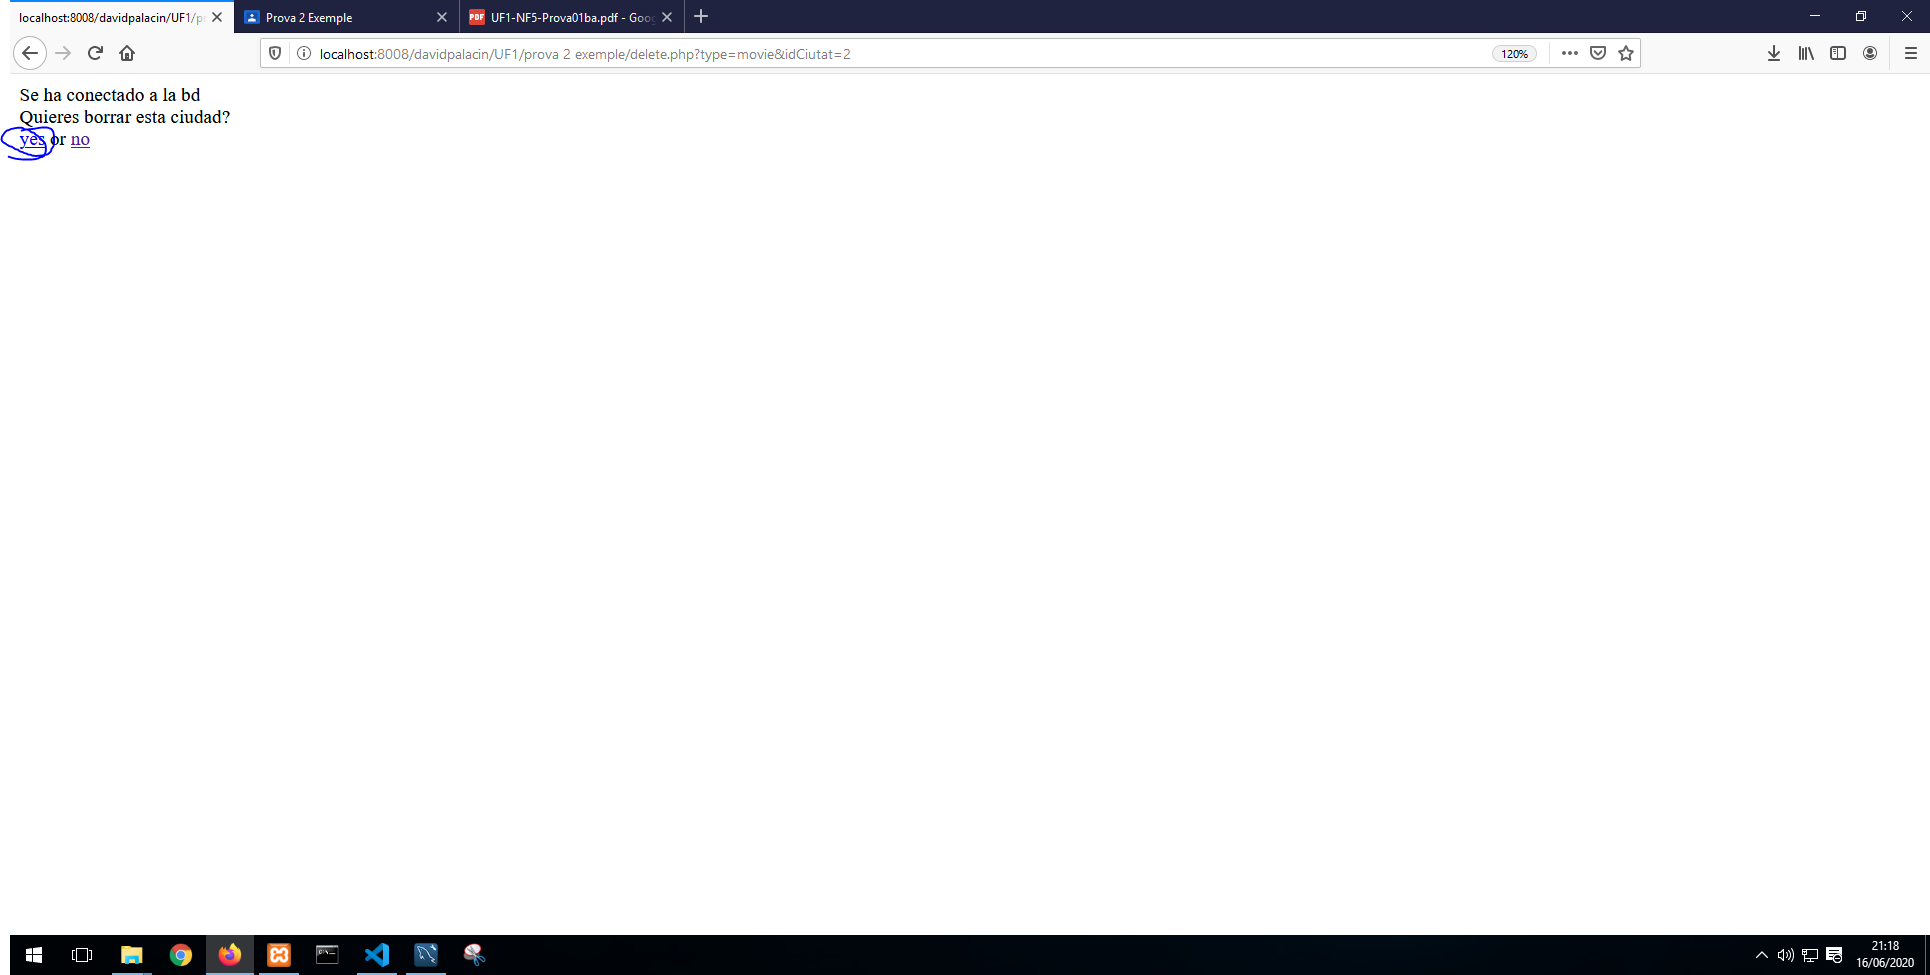 localhost:8008/davidpalacin/UF1/pr
Prova 2 Exemple
UF1-NF5-Prova01ba.pdf - Goo
localhost:8008/davidpalacin/UF1/prova 2 exemple/delete.php?type=movie&idCiutat=2
120%
Se ha conectado a la bd
Quieres borrar esta ciudad?
yes or no
21:18
16/06/2020